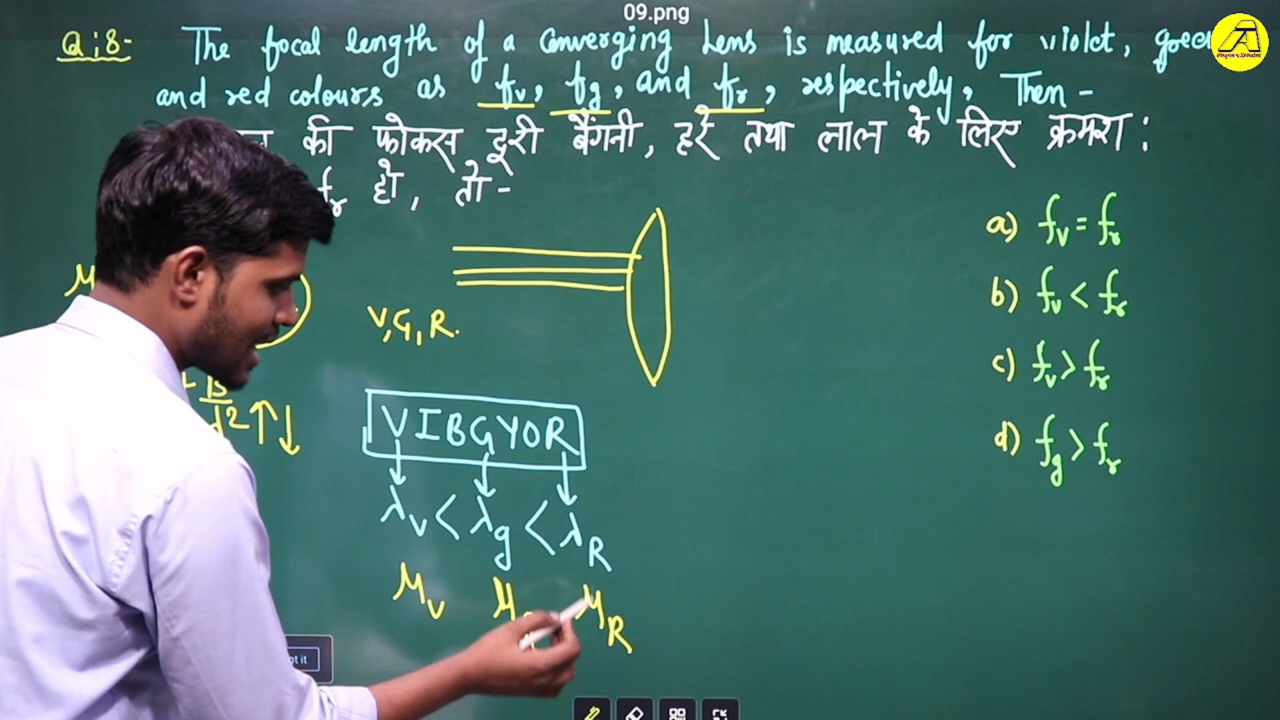 09.png
Q:8- The focal length of a Converging Lens is measured for violet, green
and red colours as fv, fg, and fr, respectively, Then -
की फोकस दूरी बैंगनी, हरे तथा लाल के लिए क्रमश:
fr हो, तो-
a) fv = fr
b) fv < fr
c) fv > fr
d) fg > fr
V, G, R.
VIBGYOR
λv < λg < λR
μv μ μR